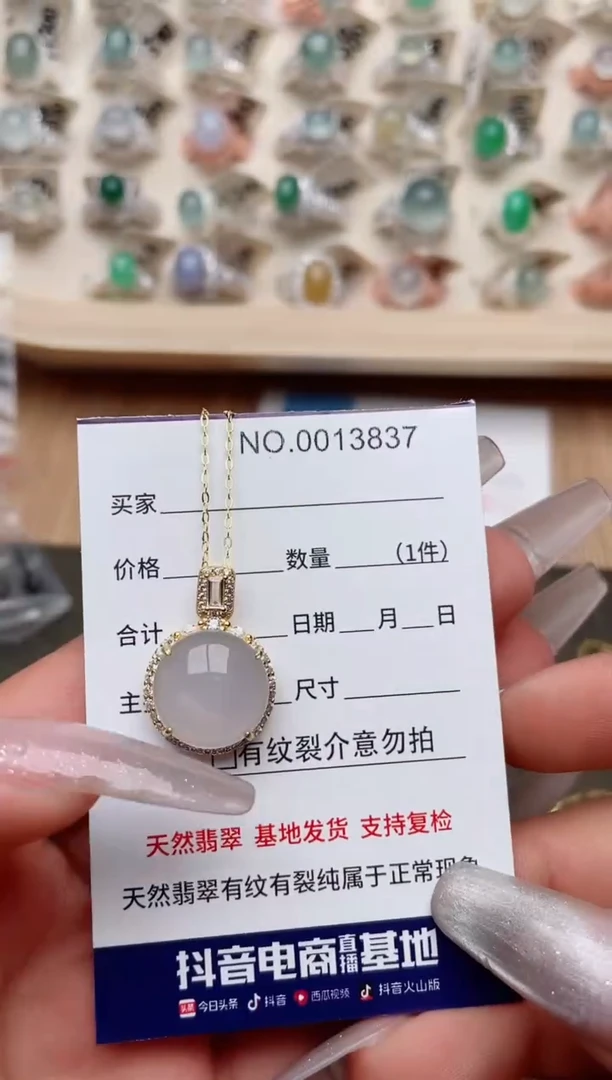 NO.0013837
买家
价格 数量 (1件)
合计 日期 月 日
主 尺寸
有纹裂介意勿拍
天然翡翠 基地发货 支持复检
天然翡翠有纹有裂纯属于正常现象
抖音电商直播基地
头条 今日头条 抖音 西瓜视频 抖音火山版